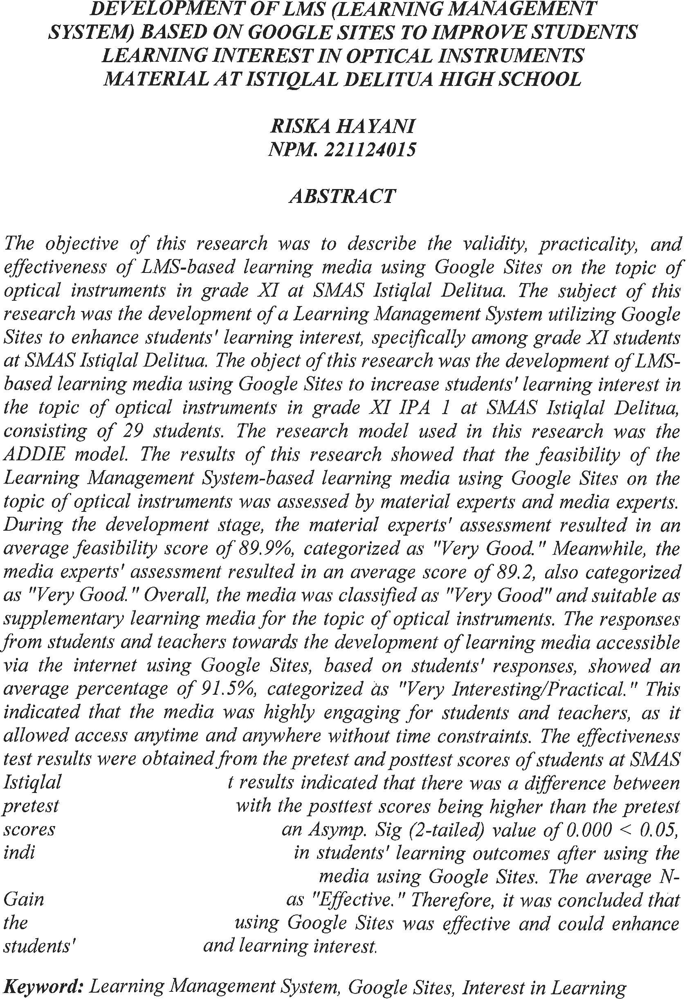 DEVELOPMENT OF LMS (LEARNING MANAGEMENT
SYSTEM) BASED ON GOOGLE SITES TO IMPROVE STUDENTS
LEARNING INTEREST IN OPTICAL INSTRUMENTS
MATERIAL AT ISTIQLAL DELITUA HIGH SCHOOL
RISKA HAYANI
NPM. 221124015
ABSTRACT
The objective of this research was to describe the validity, practicality, and
effectiveness of LMS-based learning media using Google Sites on the topic of
optical instruments in grade XI at SMAS Istiqlal Delitua. The subject of this
research was the development of a Learning Management System utilizing Google
Sites to enhance students' learning interest, specifically among grade XI students
at SMAS Istiqlal Delitua. The object of this research was the development of LMS-
based learning media using Google Sites to increase students' learning interest in
the topic of optical instruments in grade XI IPA 1 at SMAS Istiqlal Delitua,
consisting of 29 students. The research model used in this research was the
ADDIE model. The results of this research showed that the feasibility of the
Learning Management System-based learning media using Google Sites on the
topic of optical instruments was assessed by material experts and media experts.
During the development stage, the material experts' assessment resulted in an
average feasibility score of 89.9%, categorized as "Very Good." Meanwhile, the
media experts' assessment resulted in an average score of 89.2, also categorized
as "Very Good." Overall, the media was classified as "Very Good" and suitable as
supplementary learning media for the topic of optical instruments. The responses
from students and teachers towards the development of learning media accessible
via the internet using Google Sites, based on students' responses, showed an
average percentage of 91.5%, categorized as "Very Interesting/Practical." This
indicated that the media was highly engaging for students and teachers, as it
allowed access anytime and anywhere without time constraints. The effectiveness
test results were obtained from the pretest and posttest scores of students at SMAS
Istiqlal t results indicated that there was a difference between
pretest with the posttest scores being higher than the pretest
scores an Asymp. Sig (2-tailed) value of 0.000 < 0.05,
indi in students' learning outcomes after using the
media using Google Sites. The average N-
Gain as "Effective." Therefore, it was concluded that
the using Google Sites was effective and could enhance
students' and learning interest.
Keyword: Learning Management System, Google Sites, Interest in Learning